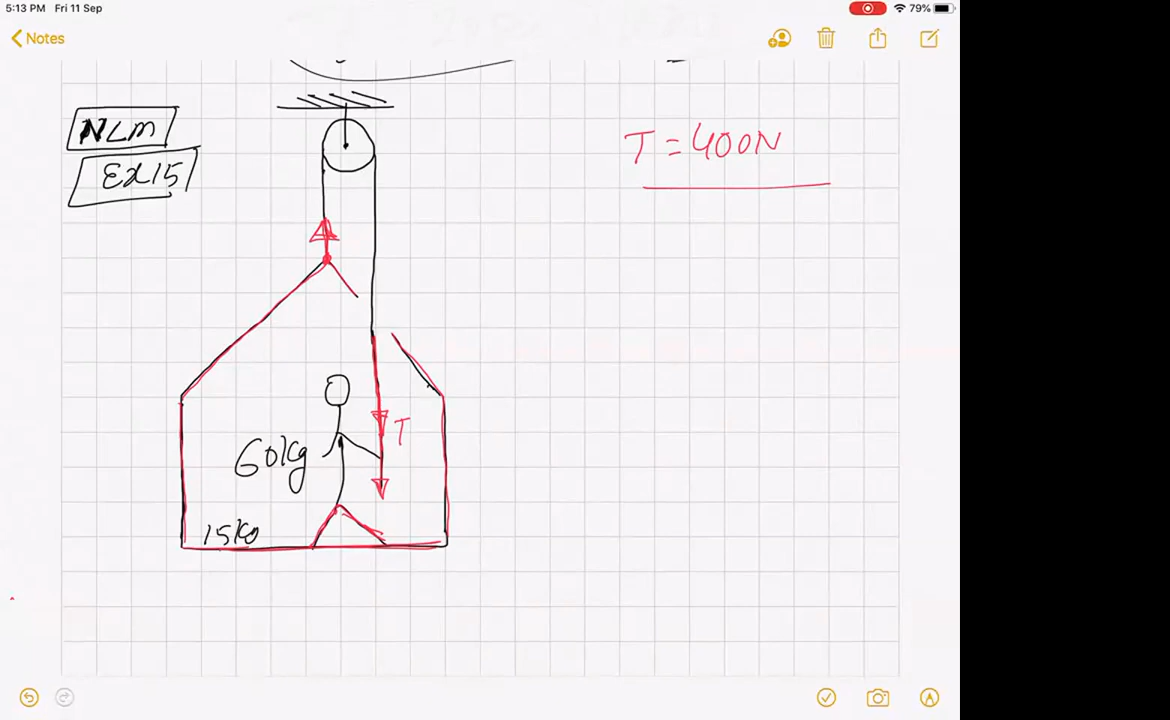 5:13 PM Fri 11 Sep
79%
Notes
NLM
Ex15
T = 400N
T
60Kg
15Kg